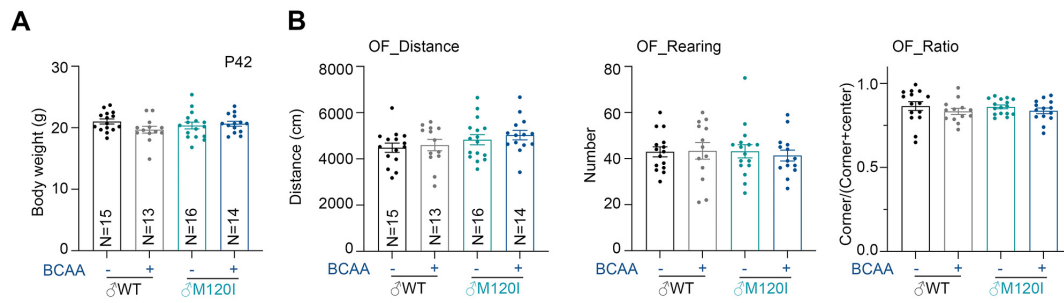 A
B
P42
OF_Distance
OF_Rearing
OF_Ratio
Body weight (g)
30
20
10
0
N=15
N=13
N=16
N=14
BCAA - + - +
♂WT ♂M120I
Distance (cm)
8000
6000
4000
2000
0
N=15
N=13
N=16
N=14
- + - +
♂WT ♂M120I
Number
80
60
40
20
0
BCAA - + - +
♂WT ♂M120I
Corner/(Corner+center)
1.0
0.5
0.0
BCAA - + - +
♂WT ♂M120I